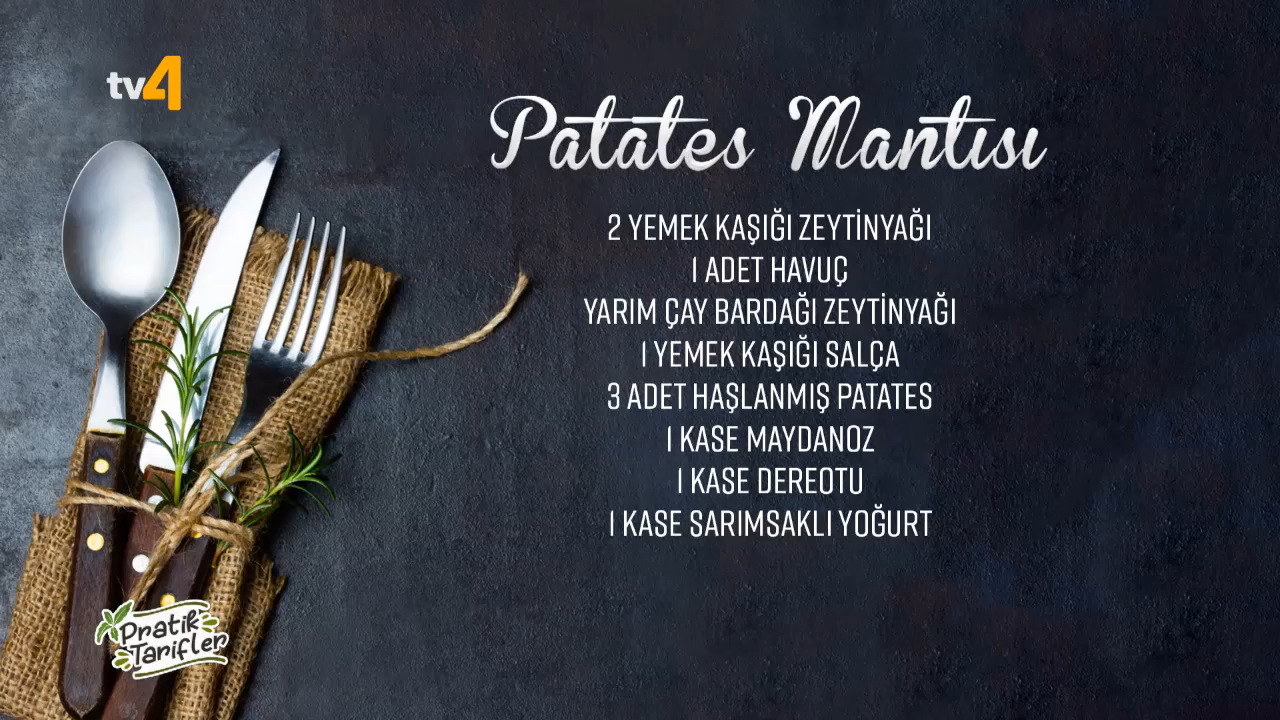 tv4
Patates Mantısı
2 YEMEK KAŞIĞI ZEYTİNYAĞI
1 ADET HAVUÇ
YARIM ÇAY BARDAĞI ZEYTİNYAĞI
1 YEMEK KAŞIĞI SALÇA
3 ADET HAŞLANMIŞ PATATES
1 KASE MAYDANOZ
1 KASE DEREOTU
1 KASE SARIMSAKLI YOĞURT
Pratik
Tarifler